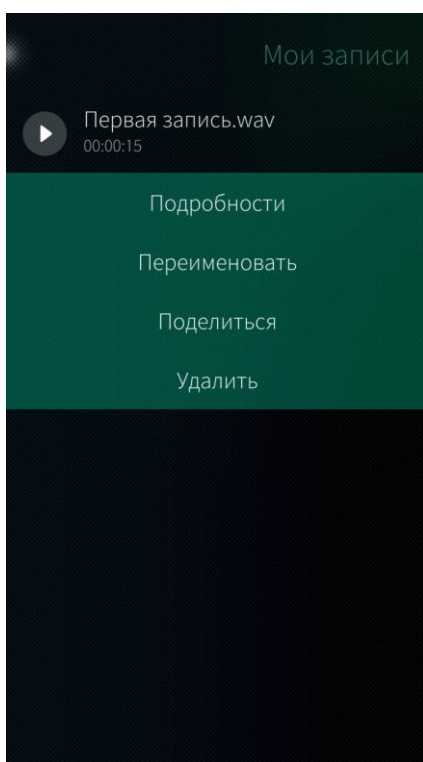 Мои записи
Первая запись.wav
00:00:15
Подробности
Переименовать
Поделиться
Удалить